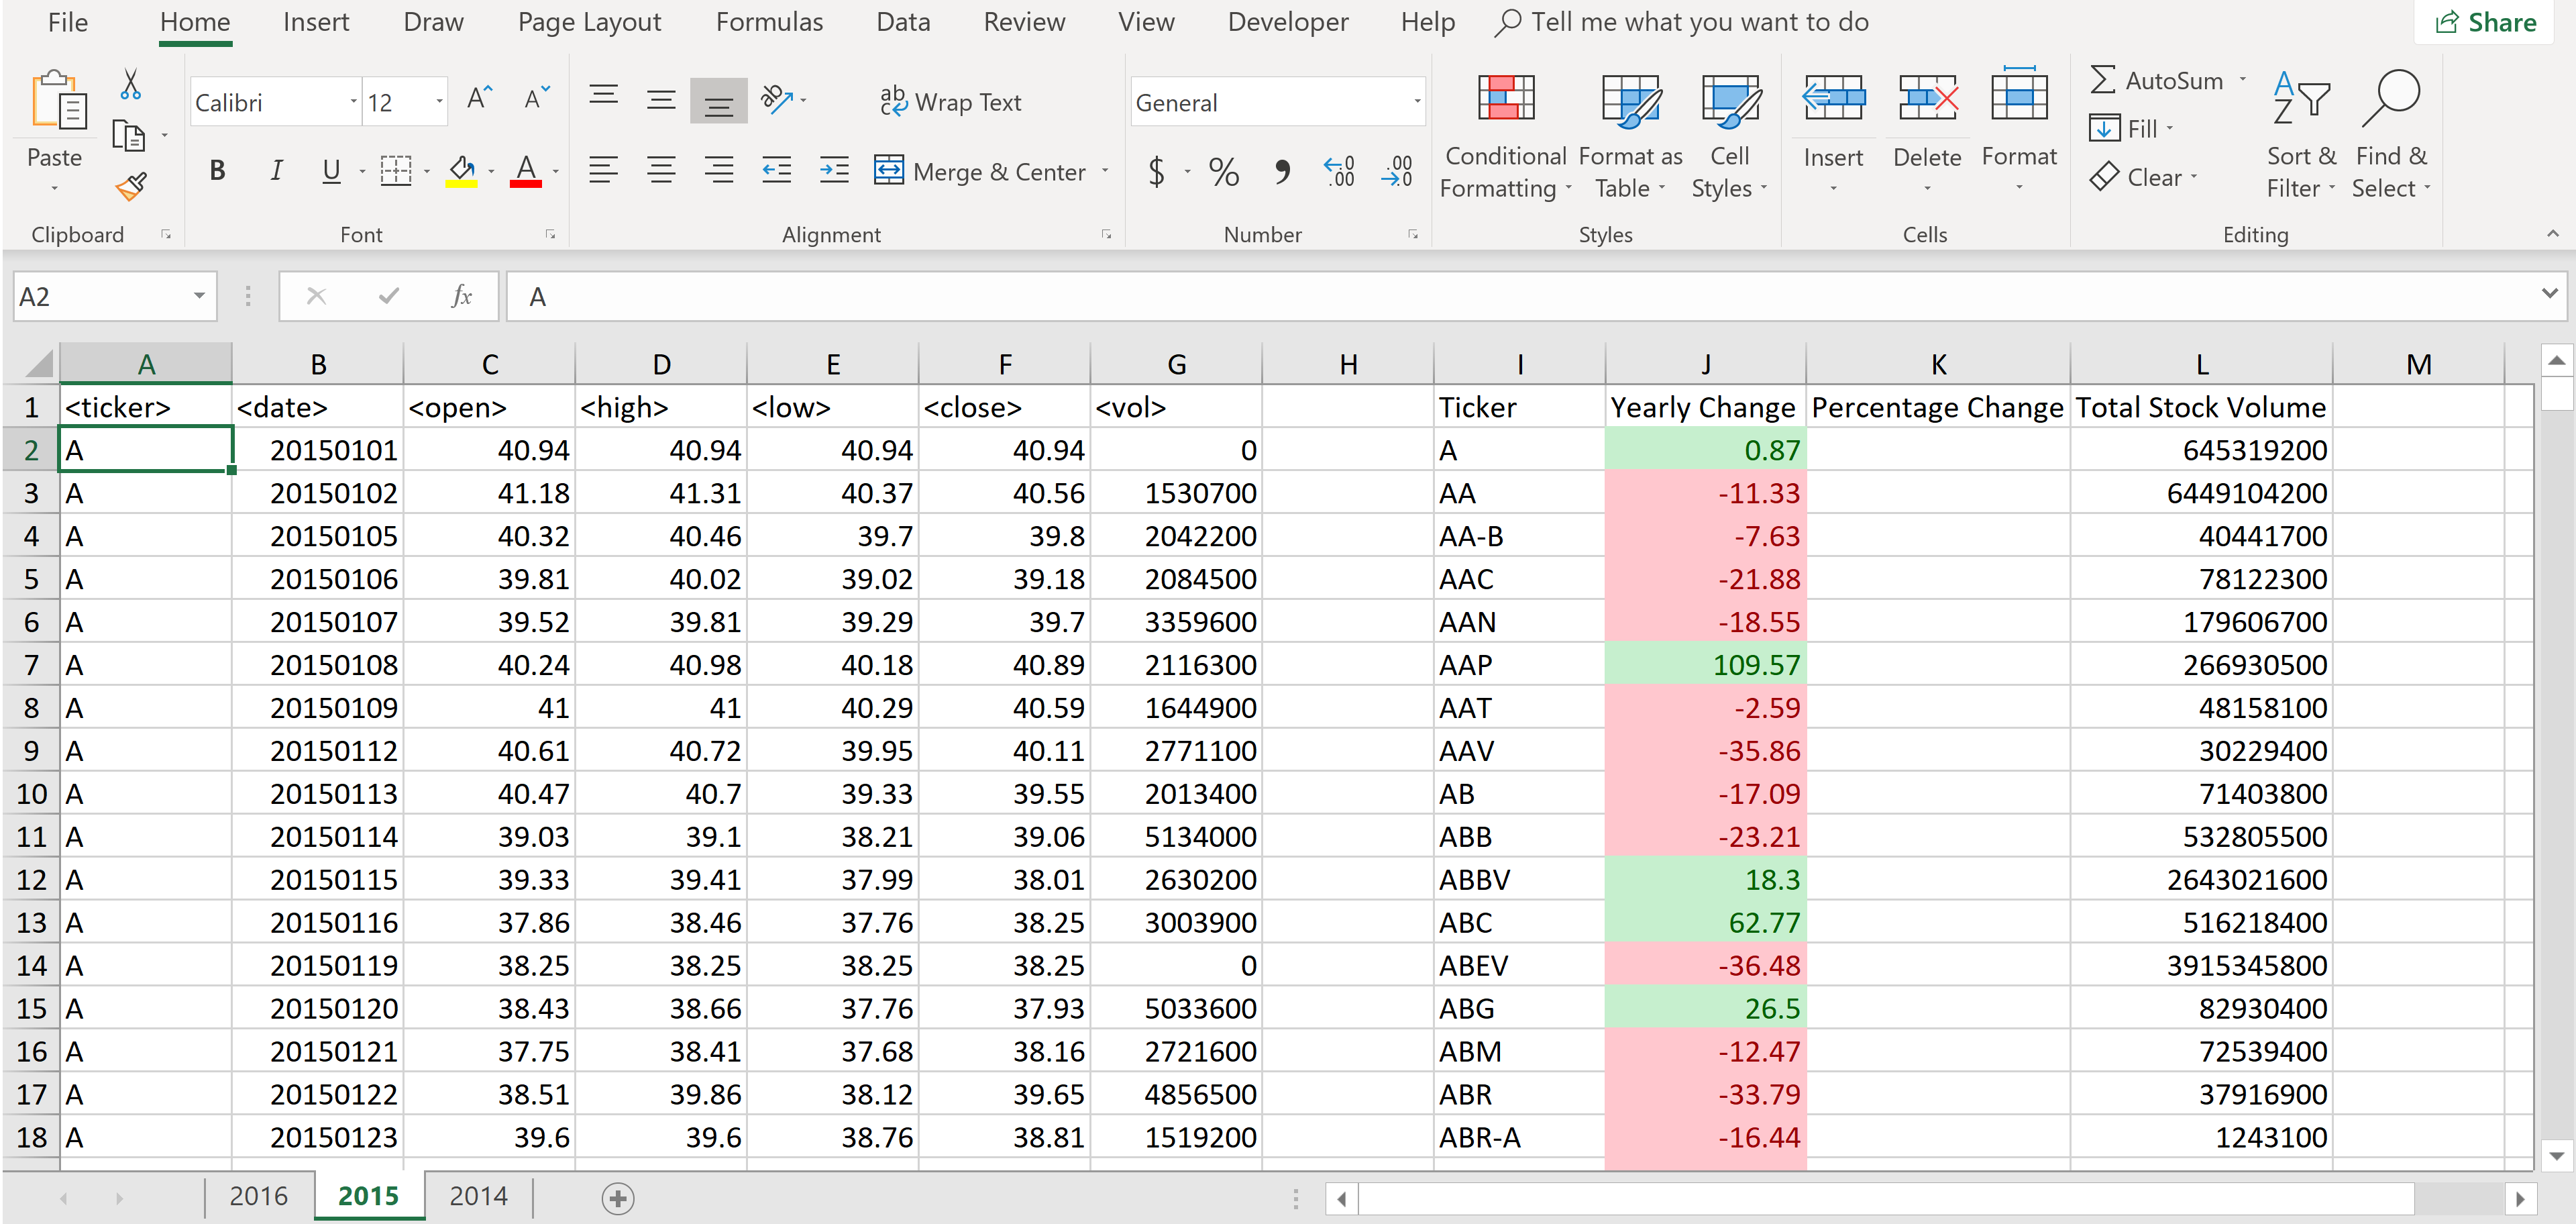 File Home Insert Draw Page Layout Formulas Data Review View Developer Help Tell me what you want to do Share
Calibri 12 A A ab Wrap Text General AutoSum
Fill
Paste B I U A Merge & Center $ % , Conditional Formatting Format as Table Cell Styles Insert Delete Format Clear Sort & Filter Find & Select
Clipboard Font Alignment Number Styles Cells Editing
A2 fx A
A B C D E F G H I J K L M
1 <ticker> <date> <open> <high> <low> <close> <vol> Ticker Yearly Change Percentage Change Total Stock Volume
2 A 20150101 40.94 40.94 40.94 40.94 0 A 0.87 645319200
3 A 20150102 41.18 41.31 40.37 40.56 1530700 AA -11.33 6449104200
4 A 20150105 40.32 40.46 39.7 39.8 2042200 AA-B -7.63 40441700
5 A 20150106 39.81 40.02 39.02 39.18 2084500 AAC -21.88 78122300
6 A 20150107 39.52 39.81 39.29 39.7 3359600 AAN -18.55 179606700
7 A 20150108 40.24 40.98 40.18 40.89 2116300 AAP 109.57 266930500
8 A 20150109 41 41 40.29 40.59 1644900 AAT -2.59 48158100
9 A 20150112 40.61 40.72 39.95 40.11 2771100 AAV -35.86 30229400
10 A 20150113 40.47 40.7 39.33 39.55 2013400 AB -17.09 71403800
11 A 20150114 39.03 39.1 38.21 39.06 5134000 ABB -23.21 532805500
12 A 20150115 39.33 39.41 37.99 38.01 2630200 ABBV 18.3 2643021600
13 A 20150116 37.86 38.46 37.76 38.25 3003900 ABC 62.77 516218400
14 A 20150119 38.25 38.25 38.25 38.25 0 ABEV -36.48 3915345800
15 A 20150120 38.43 38.66 37.76 37.93 5033600 ABG 26.5 82930400
16 A 20150121 37.75 38.41 37.68 38.16 2721600 ABM -12.47 72539400
17 A 20150122 38.51 39.86 38.12 39.65 4856500 ABR -33.79 37916900
18 A 20150123 39.6 39.6 38.76 38.81 1519200 ABR-A -16.44 1243100
2016 2015 2014